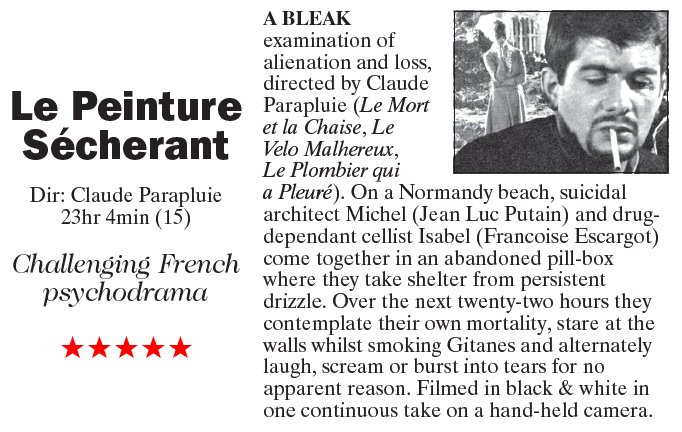 Le Peinture
Sécherant
Dir: Claude Parapluie
23hr 4min (15)
Challenging French
psychodrama
★★★★★
A BLEAK
examination of
alienation and loss,
directed by Claude
Parapluie (Le Mort
et la Chaise, Le
Velo Malhereux,
Le Plombier qui
a Pleuré). On a Normandy beach, suicidal
architect Michel (Jean Luc Putain) and drug-
dependant cellist Isabel (Francoise Escargot)
come together in an abandoned pill-box
where they take shelter from persistent
drizzle. Over the next twenty-two hours they
contemplate their own mortality, stare at the
walls whilst smoking Gitanes and alternately
laugh, scream or burst into tears for no
apparent reason. Filmed in black & white in
one continuous take on a hand-held camera.